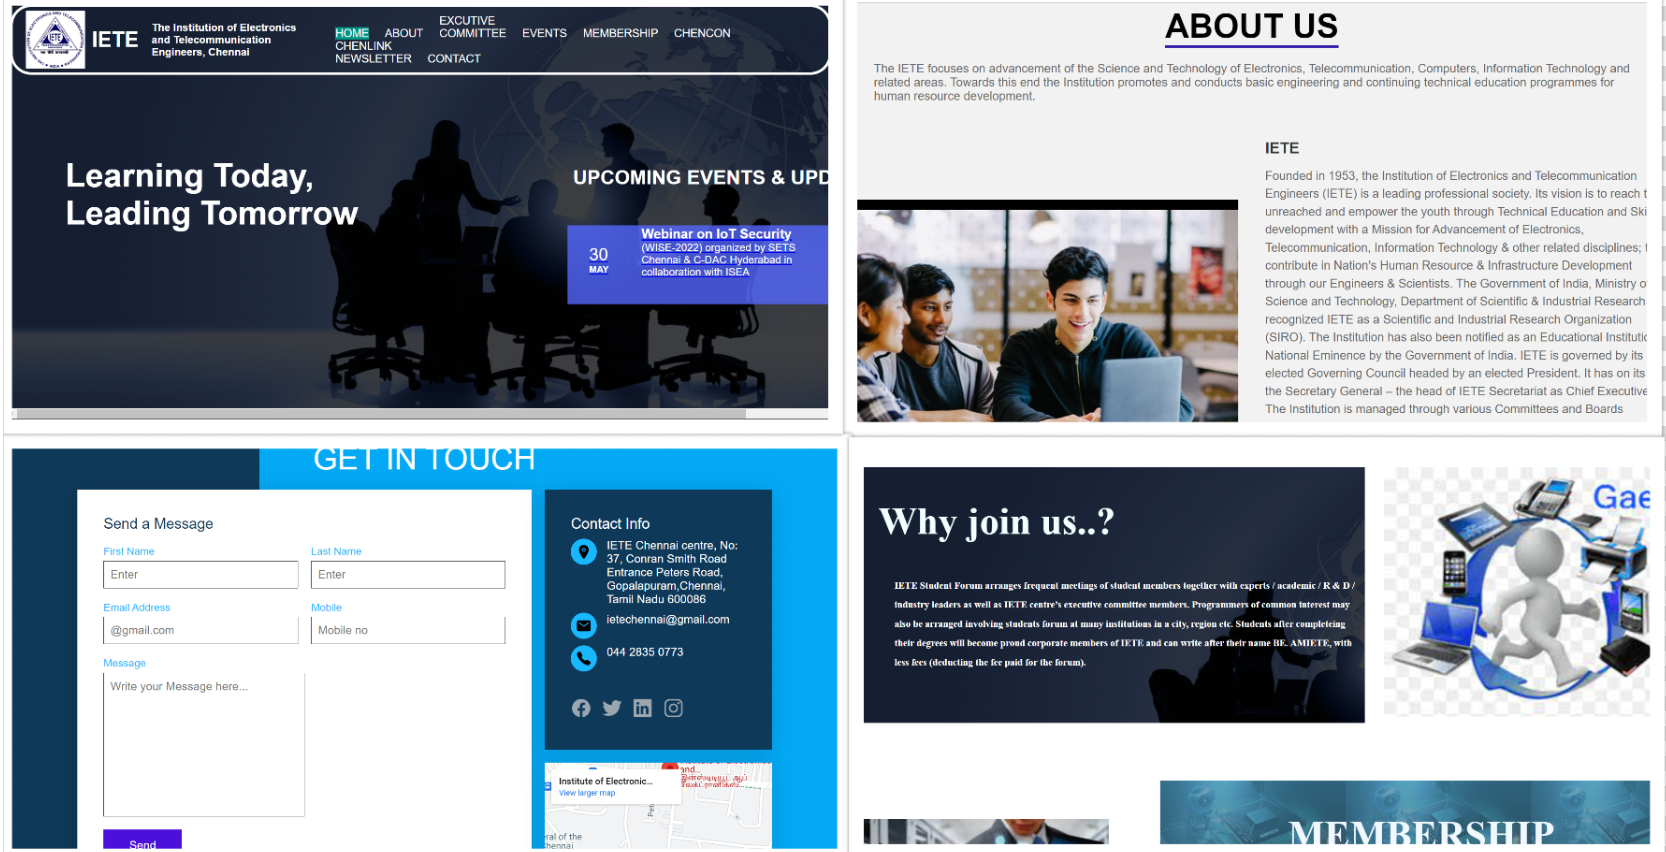 IETE
The Institution of Electronics
and Telecommunication
Engineers, Chennai
HOME ABOUT EXCUTIVE COMMITTEE EVENTS MEMBERSHIP CHENCON
CHENLINK
NEWSLETTER CONTACT
Learning Today,
Leading Tomorrow
UPCOMING EVENTS & UPD
30
MAY
Webinar on IoT Security
(WISE-2022) organized by SETS
Chennai & C-DAC Hyderabad in
collaboration with ISEA
ABOUT US
The IETE focuses on advancement of the Science and Technology of Electronics, Telecommunication, Computers, Information Technology and
related areas. Towards this end the Institution promotes and conducts basic engineering and continuing technical education programmes for
human resource development.
IETE
Founded in 1953, the Institution of Electronics and Telecommunication
Engineers (IETE) is a leading professional society. Its vision is to reach t
unreached and empower the youth through Technical Education and Ski
development with a Mission for Advancement of Electronics,
Telecommunication, Information Technology & other related disciplines; t
contribute in Nation's Human Resource & Infrastructure Development
through our Engineers & Scientists. The Government of India, Ministry o
Science and Technology, Department of Scientific & Industrial Research
recognized IETE as a Scientific and Industrial Research Organization
(SIRO). The Institution has also been notified as an Educational Institutio
National Eminence by the Government of India. IETE is governed by its
elected Governing Council headed by an elected President. It has on its
the Secretary General – the head of IETE Secretariat as Chief Executive
The Institution is managed through various Committees and Boards
GET IN TOUCH
Send a Message
First Name Last Name
Enter Enter
Email Address Mobile
@gmail.com Mobile no
Message
Write your Message here...
Send
Contact Info
IETE Chennai centre, No:
37, Conran Smith Road
Entrance Peters Road,
Gopalapuram,Chennai,
Tamil Nadu 600086
ietechennai@gmail.com
044 2835 0773
Institute of Electronic...
View larger map
and...
Pet
ral of the
hennai
Why join us..?
IETE Student Forum arranges frequent meetings of student members together with experts / academic / R & D /
industry leaders as well as IETE centre's executive committee members. Programmers of common interest may
also be arranged involving students forum at many institutions in a city, region etc. Students after completeing
their degrees will become proud corporate members of IETE and can write after their name BE. AMIETE, with
less fees (deducting the fee paid for the forum).
Gae
MEMBERSHIP